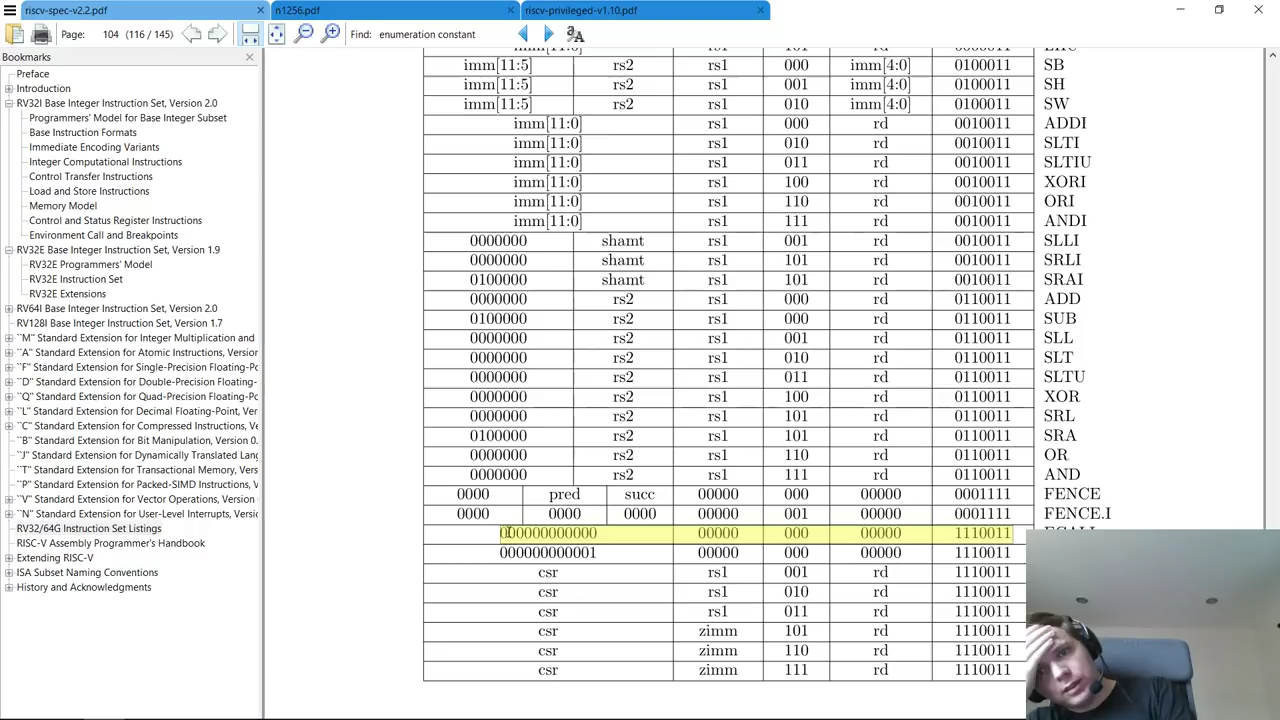 riscv-spec-v2.2.pdf n1256.pdf riscv-privileged-v1.10.pdf
Page: 104 (116 / 145) Find: enumeration constant
Bookmarks
Preface
Introduction
RV32I Base Integer Instruction Set, Version 2.0
Programmers' Model for Base Integer Subset
Base Instruction Formats
Immediate Encoding Variants
Integer Computational Instructions
Control Transfer Instructions
Load and Store Instructions
Memory Model
Control and Status Register Instructions
Environment Call and Breakpoints
RV32E Base Integer Instruction Set, Version 1.9
RV32E Programmers' Model
RV32E Instruction Set
RV32E Extensions
RV64I Base Integer Instruction Set, Version 2.0
RV128I Base Integer Instruction Set, Version 1.7
``M'' Standard Extension for Integer Multiplication and
``A'' Standard Extension for Atomic Instructions, Version
``F'' Standard Extension for Single-Precision Floating-Po
``D'' Standard Extension for Double-Precision Floating-
``Q'' Standard Extension for Quad-Precision Floating-Po
``L'' Standard Extension for Decimal Floating-Point, Ver
``C'' Standard Extension for Compressed Instructions, Ve
``B'' Standard Extension for Bit Manipulation, Version 0.
``J'' Standard Extension for Dynamically Translated Lang
``T'' Standard Extension for Transactional Memory, Vers
``P'' Standard Extension for Packed-SIMD Instructions,
``V'' Standard Extension for Vector Operations, Version
``N'' Standard Extension for User-Level Interrupts, Version
RV32/64G Instruction Set Listings
RISC-V Assembly Programmer's Handbook
Extending RISC-V
ISA Subset Naming Conventions
History and Acknowledgments
imm[11:5] rs2 rs1 000 imm[4:0] 0100011 SB
imm[11:5] rs2 rs1 001 imm[4:0] 0100011 SH
imm[11:5] rs2 rs1 010 imm[4:0] 0100011 SW
imm[11:0] rs1 000 rd 0010011 ADDI
imm[11:0] rs1 010 rd 0010011 SLTI
imm[11:0] rs1 011 rd 0010011 SLTIU
imm[11:0] rs1 100 rd 0010011 XORI
imm[11:0] rs1 110 rd 0010011 ORI
imm[11:0] rs1 111 rd 0010011 ANDI
0000000 shamt rs1 001 rd 0010011 SLLI
0000000 shamt rs1 101 rd 0010011 SRLI
0100000 shamt rs1 101 rd 0010011 SRAI
0000000 rs2 rs1 000 rd 0110011 ADD
0100000 rs2 rs1 000 rd 0110011 SUB
0000000 rs2 rs1 001 rd 0110011 SLL
0000000 rs2 rs1 010 rd 0110011 SLT
0000000 rs2 rs1 011 rd 0110011 SLTU
0000000 rs2 rs1 100 rd 0110011 XOR
0000000 rs2 rs1 101 rd 0110011 SRL
0100000 rs2 rs1 101 rd 0110011 SRA
0000000 rs2 rs1 110 rd 0110011 OR
0000000 rs2 rs1 111 rd 0110011 AND
0000 pred succ 00000 000 00000 0001111 FENCE
0000 0000 0000 00000 001 00000 0001111 FENCE.I
000000000000 00000 000 00000 1110011
000000000001 00000 000 00000 1110011
csr rs1 001 rd 1110011
csr rs1 010 rd 1110011
csr rs1 011 rd 1110011
csr zimm 101 rd 1110011
csr zimm 110 rd 1110011
csr zimm 111 rd 1110011